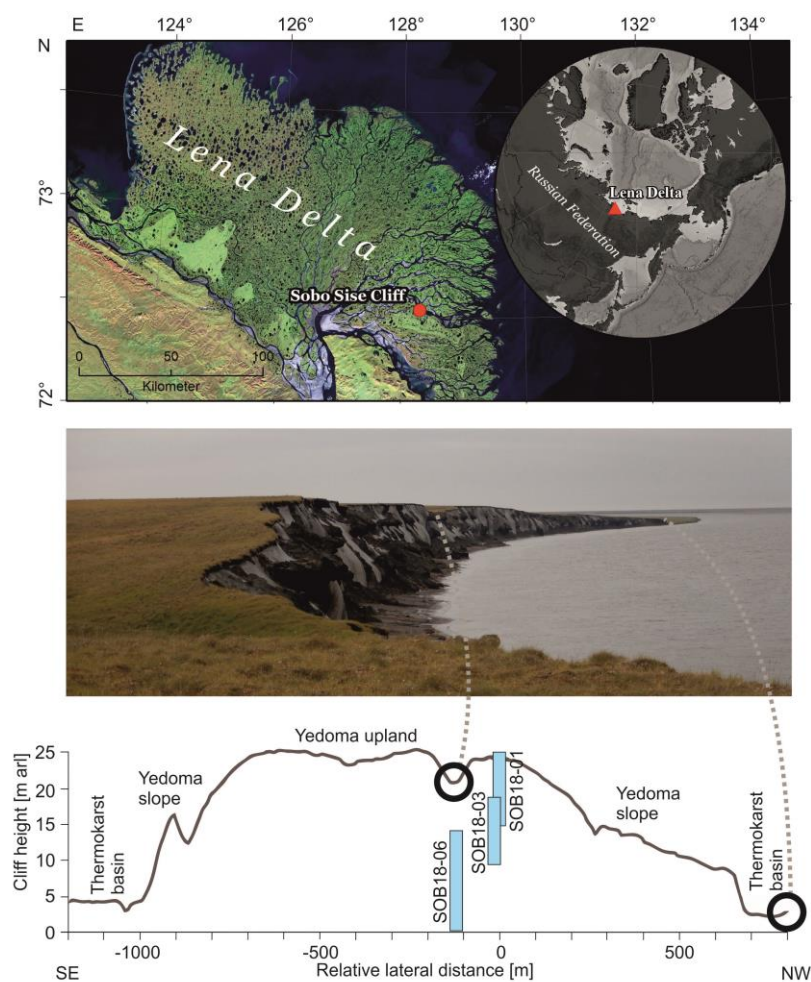 E 124° 126° 128° 130° 132° 134°
N
73°
72°
Lena Delta
Sobo Sise Cliff
0 50 100
Kilometer
Russian Federation
Lena Delta
Cliff height [m arl]
25
20
15
10
5
0
Thermokarst
basin
Yedoma
slope
Yedoma upland
SOB18-06
SOB18-03
SOB18-01
Yedoma
slope
Thermokarst
basin
-1000 -500 0 500
SE Relative lateral distance [m] NW